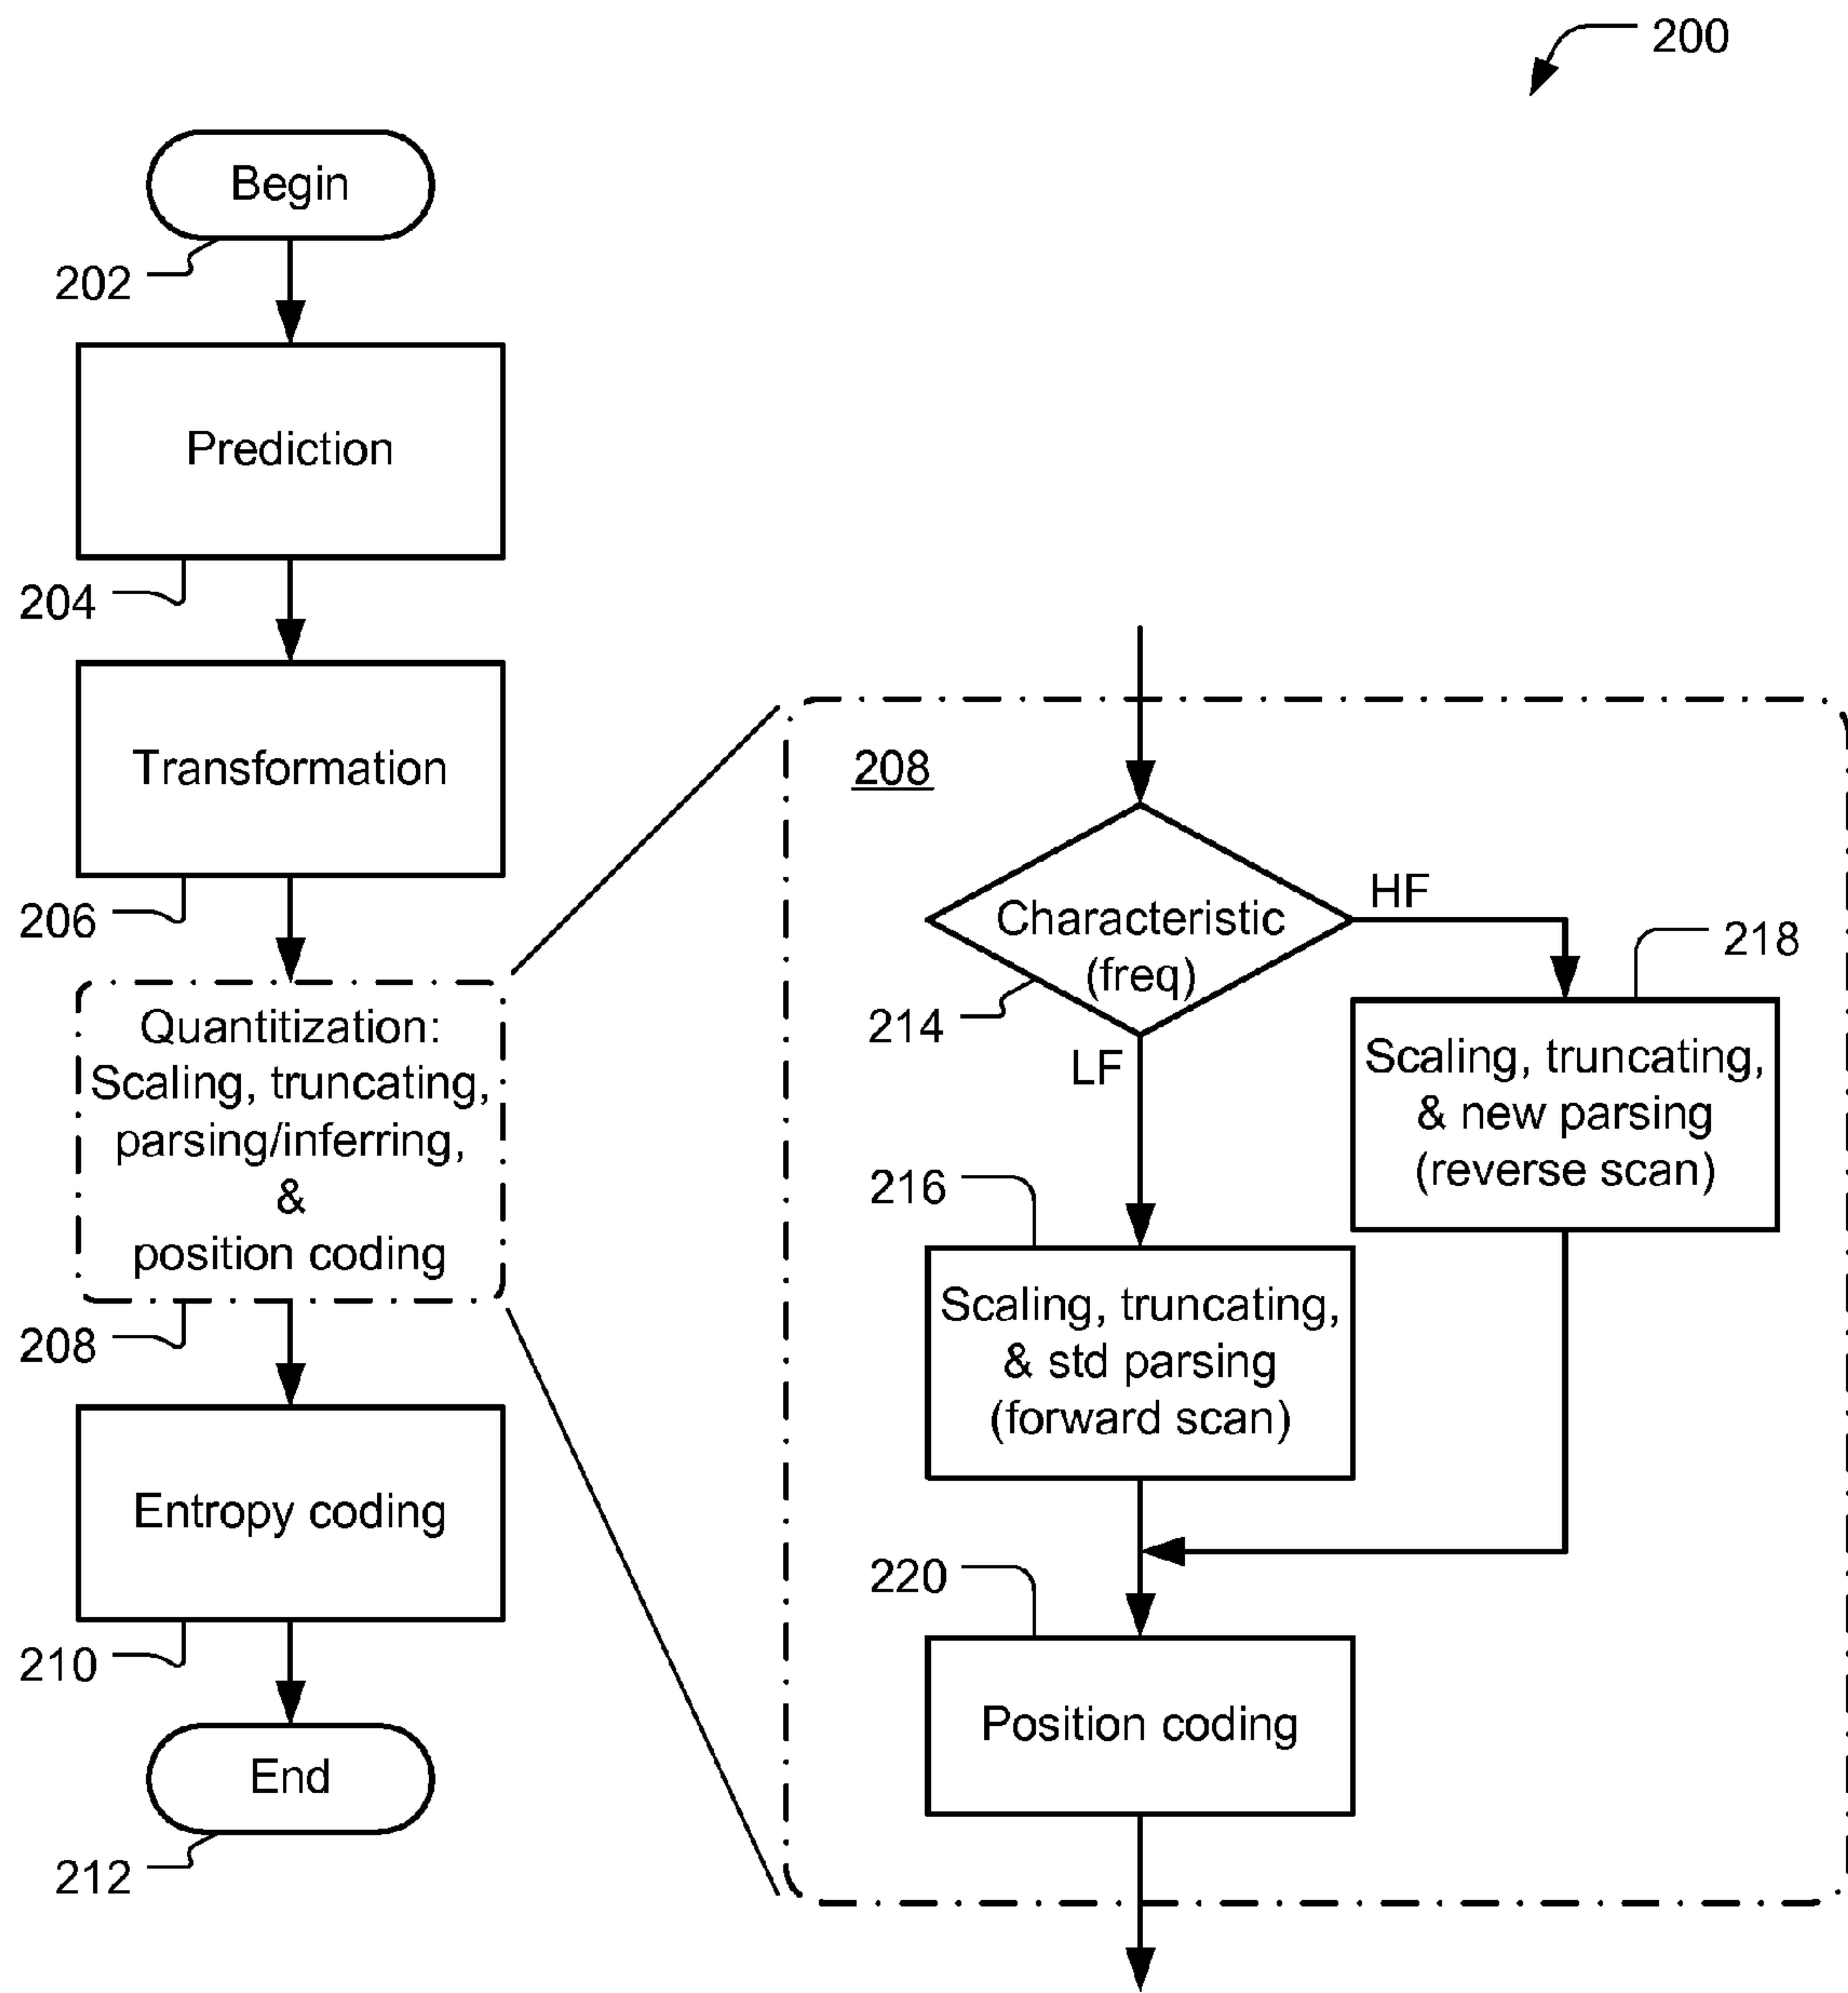 200
Begin
202
Prediction
204
Transformation
206
Quantitization:
Scaling, truncating,
parsing/inferring,
&
position coding
208
Entropy coding
210
End
212
208
Characteristic
(freq)
214
HF
LF
218
Scaling, truncating,
& new parsing
(reverse scan)
216
Scaling, truncating,
& std parsing
(forward scan)
220
Position coding